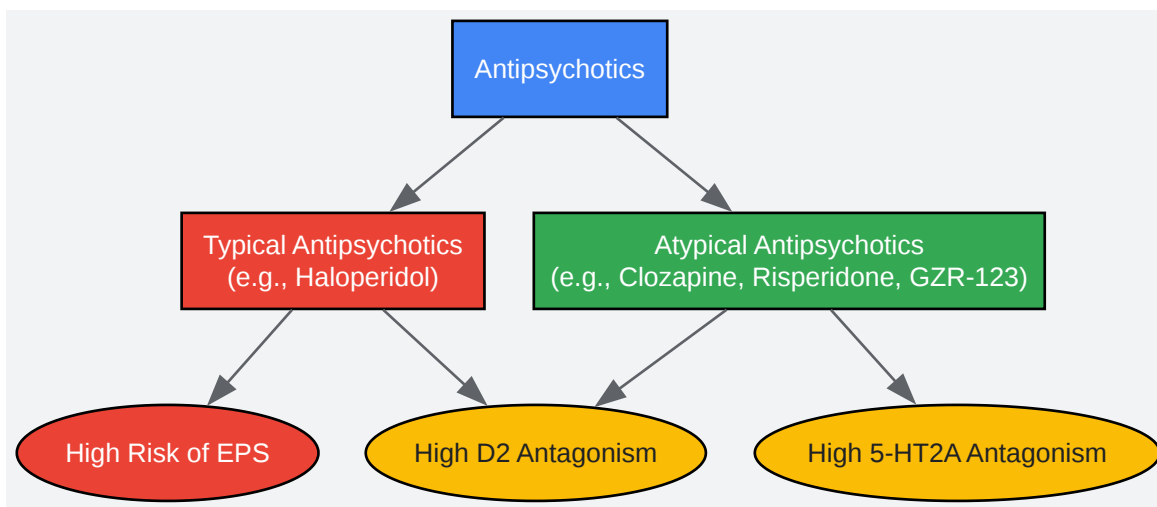 Antipsychotics
Typical Antipsychotics
(e.g., Haloperidol)
Atypical Antipsychotics
(e.g., Clozapine, Risperidone, GZR-123)
High Risk of EPS
High D2 Antagonism
High 5-HT2A Antagonism